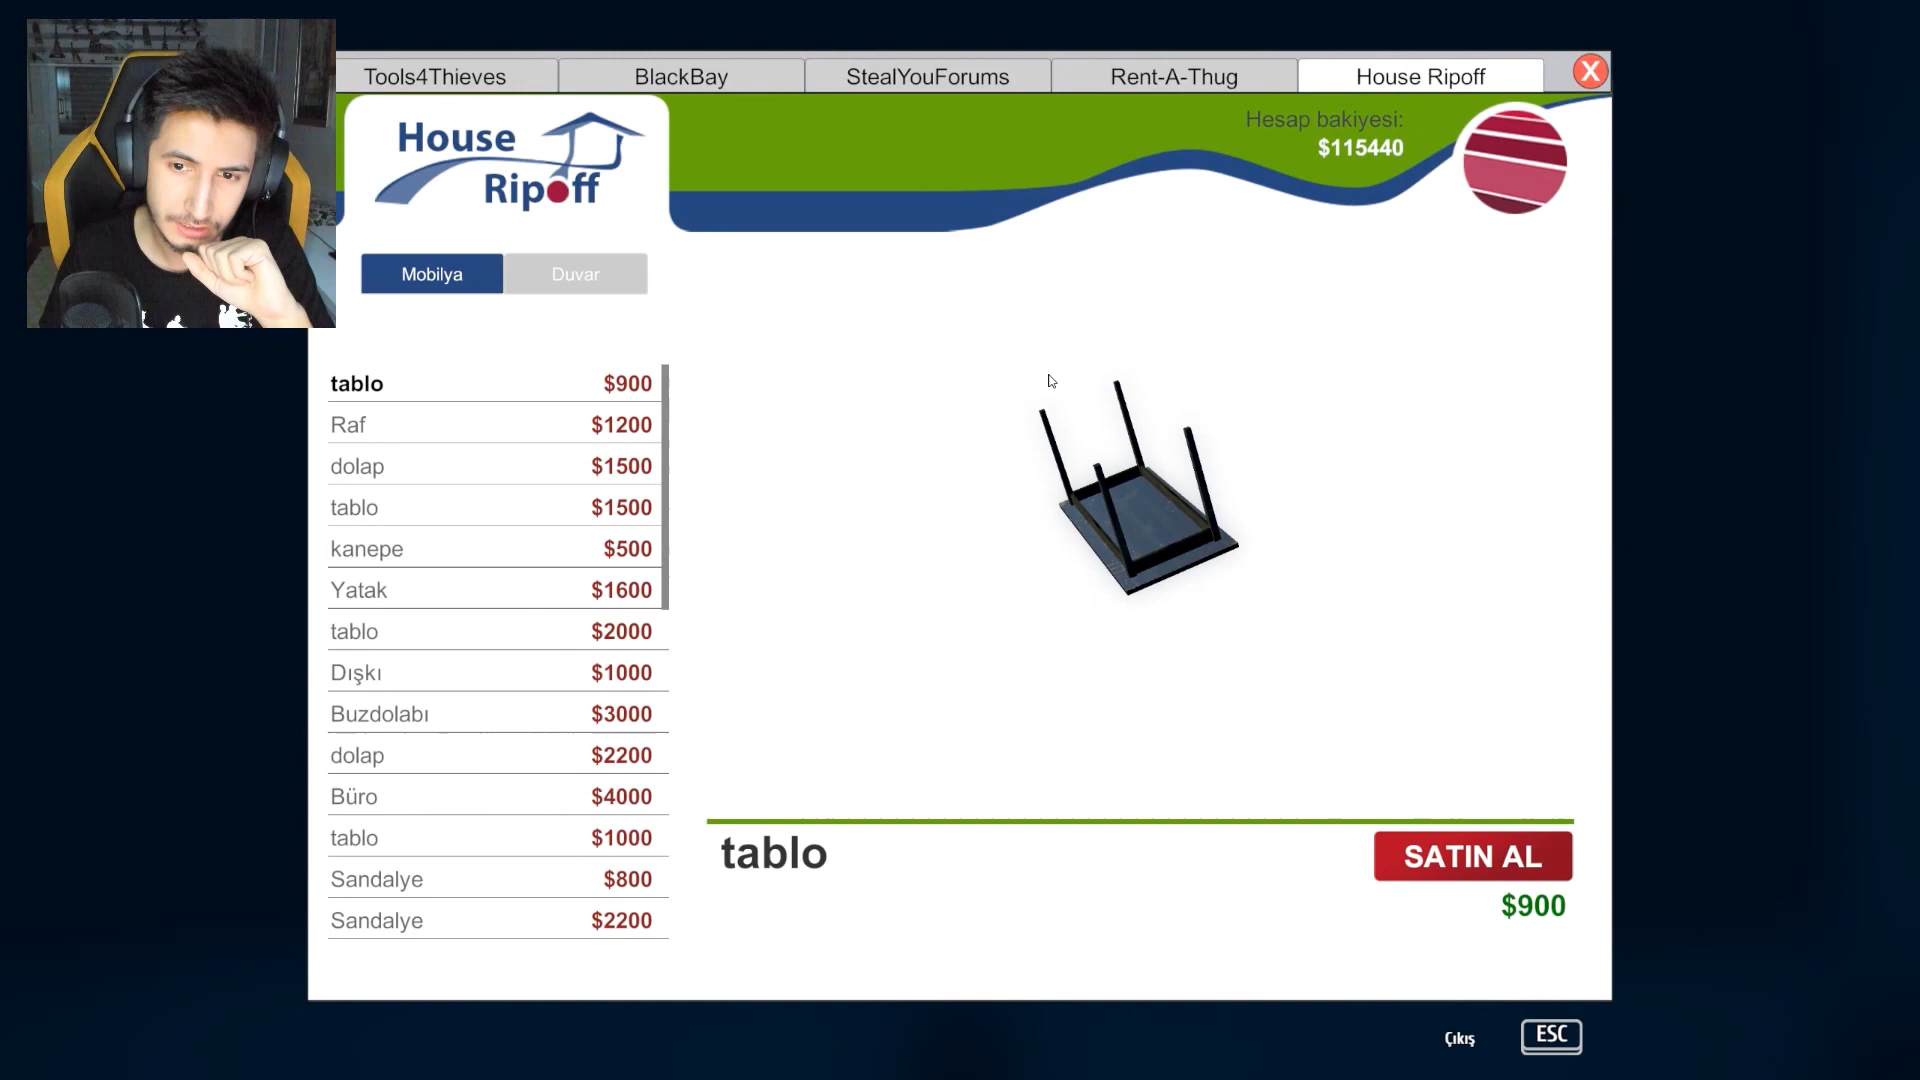 Tools4Thieves
BlackBay
StealYouForums
Rent-A-Thug
House Ripoff
X
House
Ripoff
Hesap bakiyesi:
$115440
Mobilya
Duvar
tablo $900
Raf $1200
dolap $1500
tablo $1500
kanepe $500
Yatak $1600
tablo $2000
Dışkı $1000
Buzdolabı $3000
dolap $2200
Büro $4000
tablo $1000
Sandalye $800
Sandalye $2200
tablo
SATIN AL
$900
Çıkış
ESC